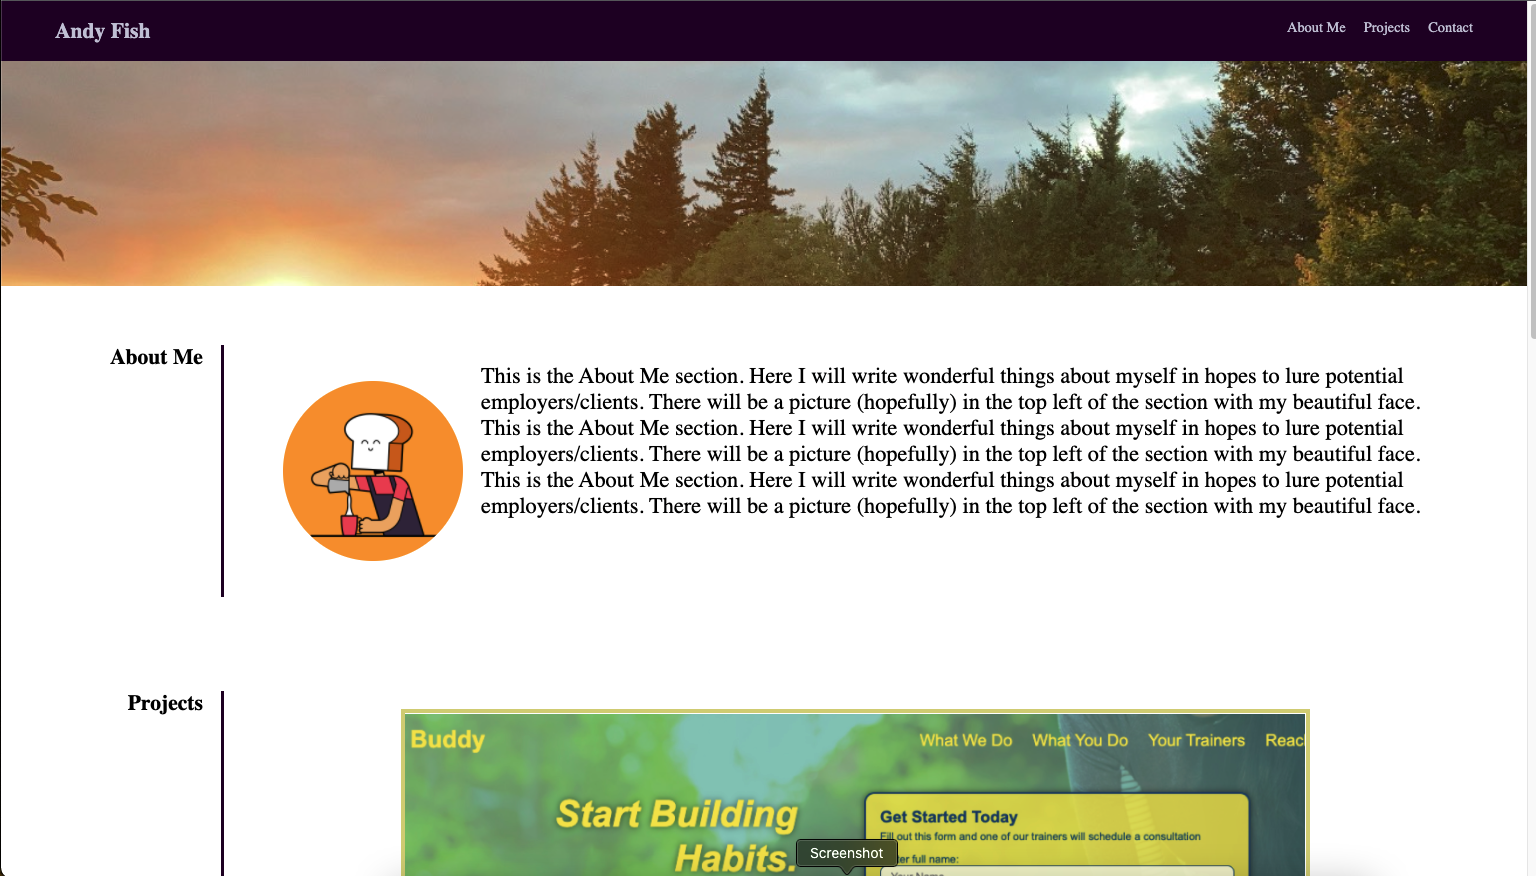 Andy Fish
About Me Projects Contact
About Me
This is the About Me section. Here I will write wonderful things about myself in hopes to lure potential
employers/clients. There will be a picture (hopefully) in the top left of the section with my beautiful face.
This is the About Me section. Here I will write wonderful things about myself in hopes to lure potential
employers/clients. There will be a picture (hopefully) in the top left of the section with my beautiful face.
This is the About Me section. Here I will write wonderful things about myself in hopes to lure potential
employers/clients. There will be a picture (hopefully) in the top left of the section with my beautiful face.
Projects
Buddy
What We Do What You Do Your Trainers
Start Building
Habits.
Get Started Today
Fill out this form and one of our trainers will schedule a consultation
full name:
Screenshot